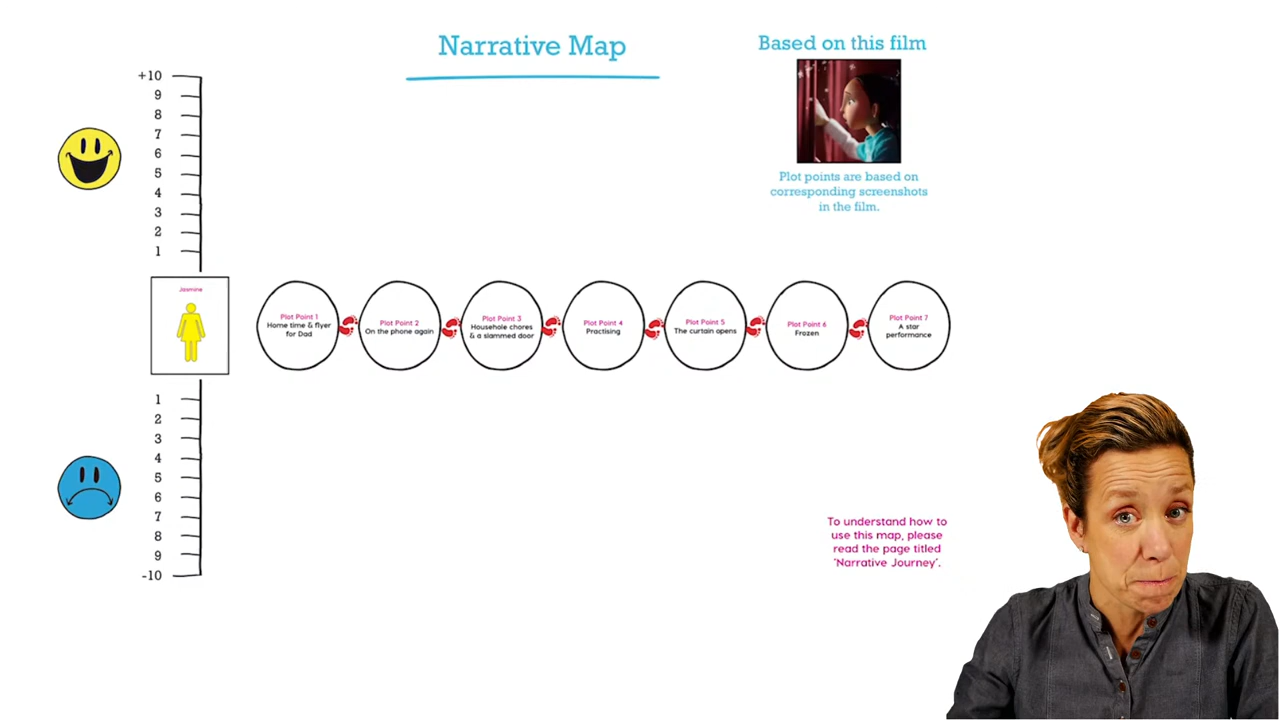 Narrative Map
Based on this film
Plot points are based on
corresponding screenshots
in the film.
+10
9
8
7
6
5
4
3
2
1
Jasmine
Plot Point 1
Home time & flyer
for Dad
Plot Point 2
On the phone again
Plot Point 3
Househole chores
& a slammed door
Plot Point 4
Practising
Plot Point 5
The curtain opens
Plot Point 6
Frozen
Plot Point 7
A star
performance
1
2
3
4
5
6
7
8
9
-10
To understand how to
use this map, please
read the page titled
'Narrative Journey'.